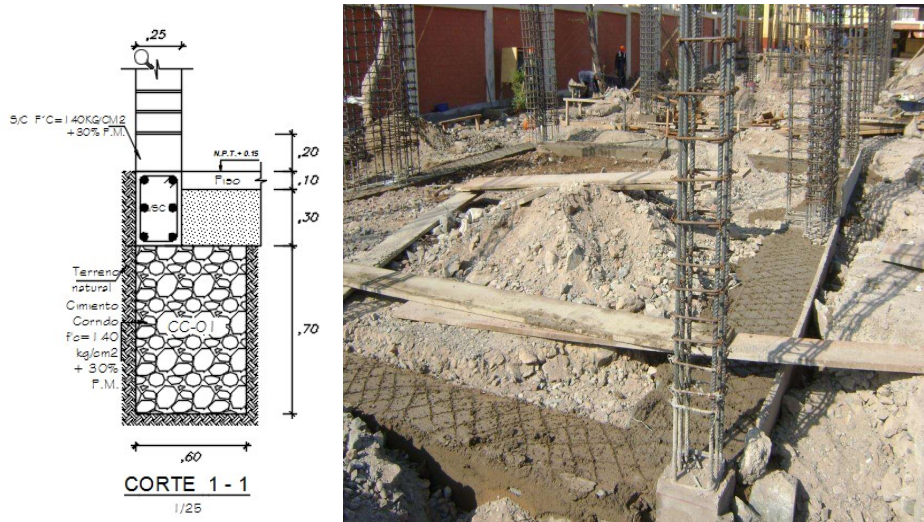 ,25
S/C F'C=140KG/CM2
+30% P.M.
,20
N.P.T.+ 0.15
Piso
,10
,30
Terreno
natural
Cimiento
Corrido
f'c=140
kg/cm2
+ 30%
P.M.
CC-01
,70
,60
CORTE 1 - 1
1/25